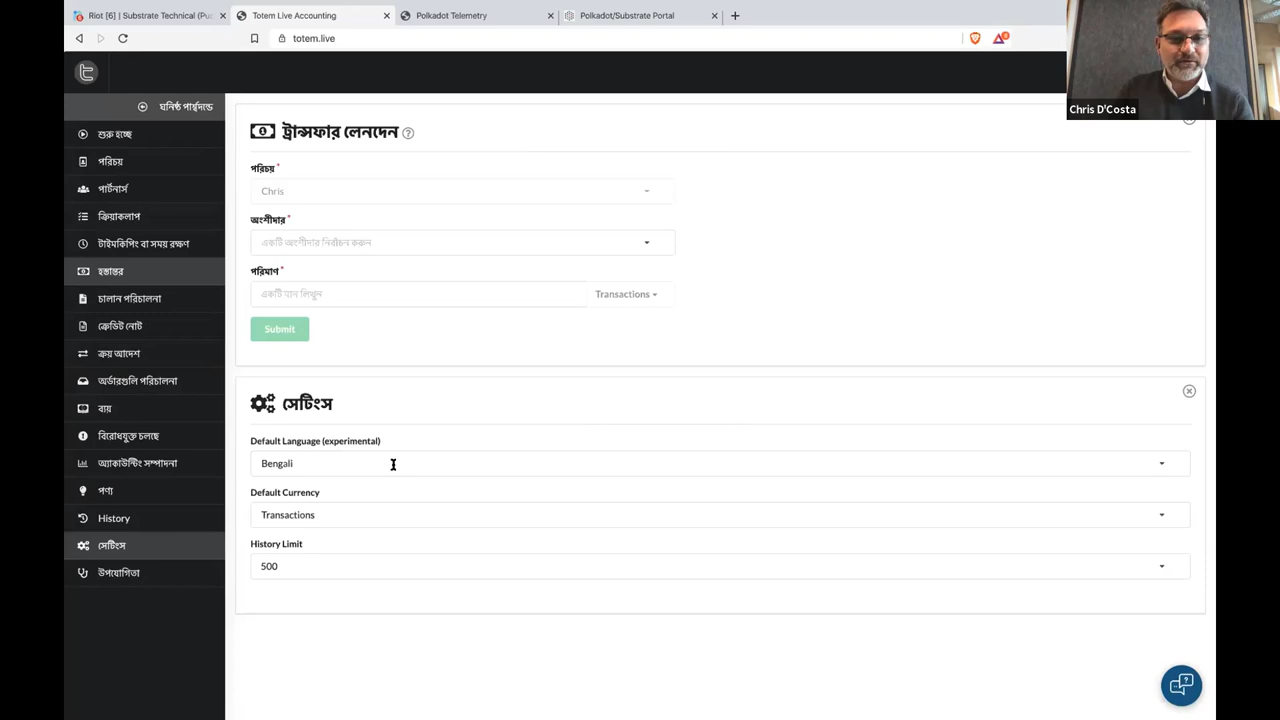 Riot [6] | Substrate Technical (Pu
Totem Live Accounting
Polkadot Telemetry
Polkadot/Substrate Portal
totem.live
Chris D'Costa
ঘনিষ্ঠ পার্শ্বদন্ড
শুরু হচ্ছে
পরিচয়
পার্টনার্স
ক্রিয়াকলাপ
টাইমকিপিং বা সময় রক্ষণ
হস্তান্তর
চালান পরিচালনা
ক্রেডিট নোট
ক্রয় আদেশ
অর্ডারগুলি পরিচালনা
ব্যয়
বিরোধযুক্ত চলছে
অ্যাকাউন্টিং সম্পাদনা
পণ্য
History
সেটিংস
উপযোগিতা
ট্রান্সফার লেনদেন
পরিচয় *
Chris
অংশীদার *
একটি অংশীদার নির্বাচন করুন
পরিমাণ *
একটি মান লিখুন
Transactions
Submit
সেটিংস
Default Language (experimental)
Bengali
Default Currency
Transactions
History Limit
500